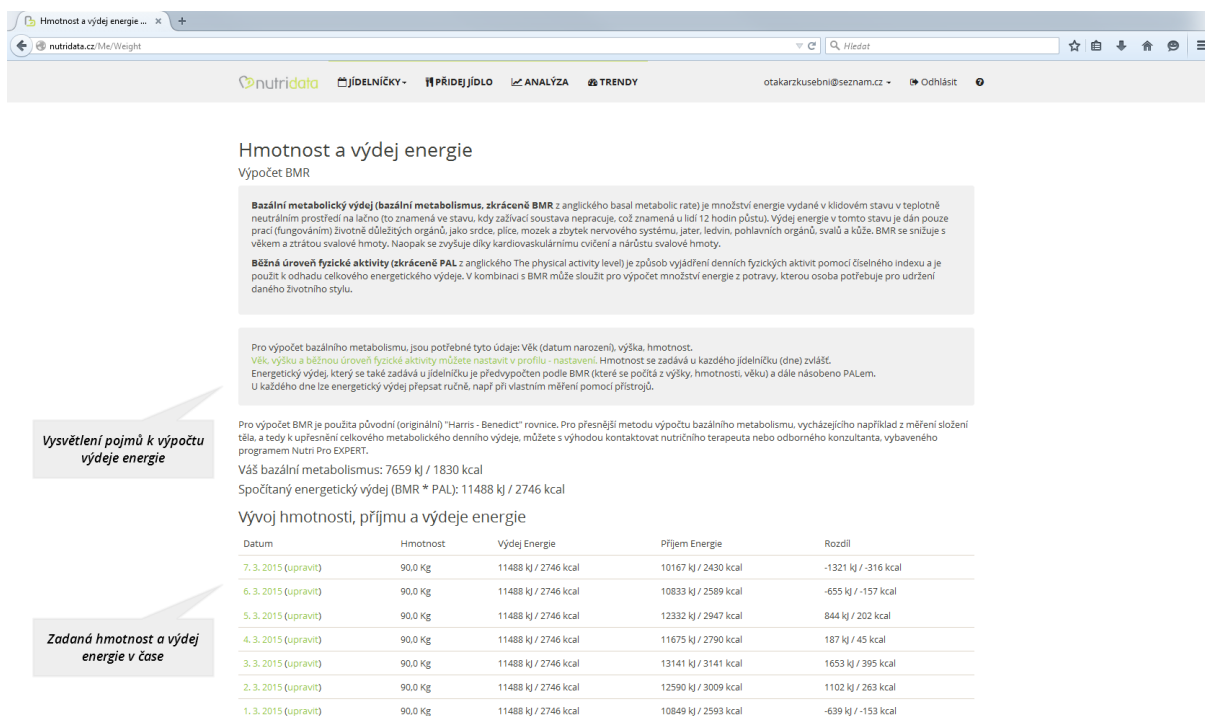 Hmotnost a výdej energie ... × +
nutridata.cz/Me/Weight
Hledat
nutridata JÍDELNÍČKY PŘIDEJ JÍDLO ANALÝZA TRENDY otakarzkusebni@seznam.cz Odhlásit
Hmotnost a výdej energie
Výpočet BMR
Bazální metabolický výdej (bazální metabolismus, zkráceně BMR z anglického basal metabolic rate) je množství energie vydané v klidovém stavu v teplotně
neutrálním prostředí na lačno (to znamená ve stavu, kdy zažívací soustava nepracuje, což znamená u lidí 12 hodin půstu). Výdej energie v tomto stavu je dán pouze
prací (fungováním) životně důležitých orgánů, jako srdce, plíce, mozek a zbytek nervového systému, jater, ledvin, pohlavních orgánů, svalů a kůže. BMR se snižuje s
věkem a ztrátou svalové hmoty. Naopak se zvyšuje díky kardiovaskulárnímu cvičení a nárůstu svalové hmoty.
Běžná úroveň fyzické aktivity (zkráceně PAL z anglického The physical activity level) je způsob vyjádření denních fyzických aktivit pomocí číselného indexu a je
použit k odhadu celkového energetického výdeje. V kombinaci s BMR může sloužit pro výpočet množství energie z potravy, kterou osoba potřebuje pro udržení
daného životního stylu.
Pro výpočet bazálního metabolismu, jsou potřebné tyto údaje: Věk (datum narození), výška, hmotnost.
Věk, výšku a běžnou úroveň fyzické aktivity můžete nastavit v profilu - nastavení. Hmotnost se zadává u kazdého jídelníčku (dne) zvlášť.
Energetický výdej, který se také zadává u jídelníčku je předvypočten podle BMR (které se počítá z výšky, hmotnosti, věku) a dále násobeno PALem.
U každého dne lze energetický výdej přepsat ručně, např při vlastním měření pomocí přístrojů.
Vysvětlení pojmů k výpočtu
výdeje energie
Pro výpočet BMR je použita původní (originální) "Harris - Benedict" rovnice. Pro přesnější metodu výpočtu bazálního metabolismu, vycházejícího například z měření složení
těla, a tedy k upřesnění celkového metabolického denního výdeje, můžete s výhodou kontaktovat nutričního terapeuta nebo odborného konzultanta, vybaveného
programem Nutri Pro EXPERT.
Váš bazální metabolismus: 7659 kJ / 1830 kcal
Spočítaný energetický výdej (BMR * PAL): 11488 kJ / 2746 kcal
Vývoj hmotnosti, příjmu a výdeje energie
Datum Hmotnost Výdej Energie Příjem Energie Rozdíl
7. 3. 2015 (upravit) 90,0 Kg 11488 kJ / 2746 kcal 10167 kJ / 2430 kcal -1321 kJ / -316 kcal
6. 3. 2015 (upravit) 90,0 Kg 11488 kJ / 2746 kcal 10833 kJ / 2589 kcal -655 kJ / -157 kcal
5. 3. 2015 (upravit) 90,0 Kg 11488 kJ / 2746 kcal 12332 kJ / 2947 kcal 844 kJ / 202 kcal
4. 3. 2015 (upravit) 90,0 Kg 11488 kJ / 2746 kcal 11675 kJ / 2790 kcal 187 kJ / 45 kcal
3. 3. 2015 (upravit) 90,0 Kg 11488 kJ / 2746 kcal 13141 kJ / 3141 kcal 1653 kJ / 395 kcal
2. 3. 2015 (upravit) 90,0 Kg 11488 kJ / 2746 kcal 12590 kJ / 3009 kcal 1102 kJ / 263 kcal
1. 3. 2015 (upravit) 90,0 Kg 11488 kJ / 2746 kcal 10849 kJ / 2593 kcal -639 kJ / -153 kcal
Zadaná hmotnost a výdej
energie v čase